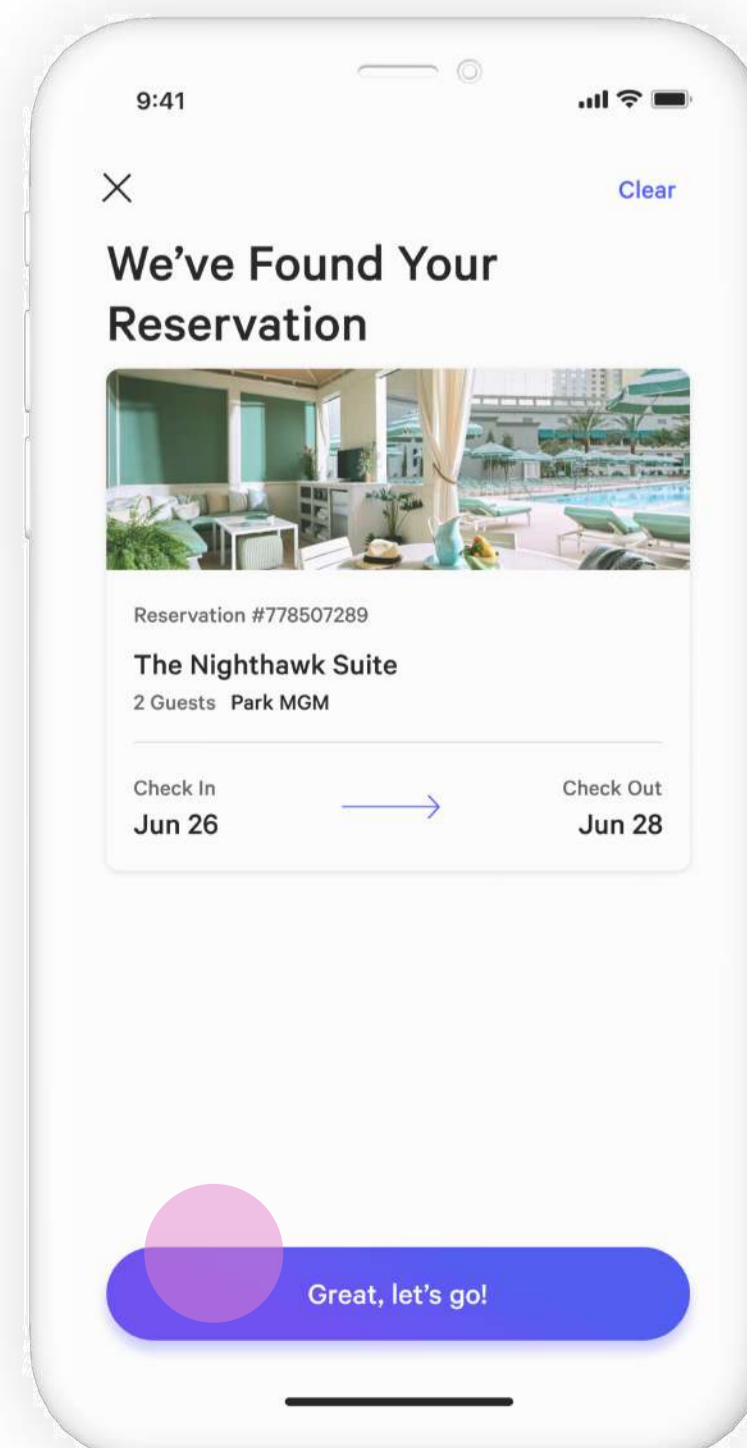 9:41
Clear
We’ve Found Your
Reservation
Reservation #778507289
The Nighthawk Suite
2 Guests Park MGM
Check In
Check Out
Jun 26
Jun 28
Great, let’s go!